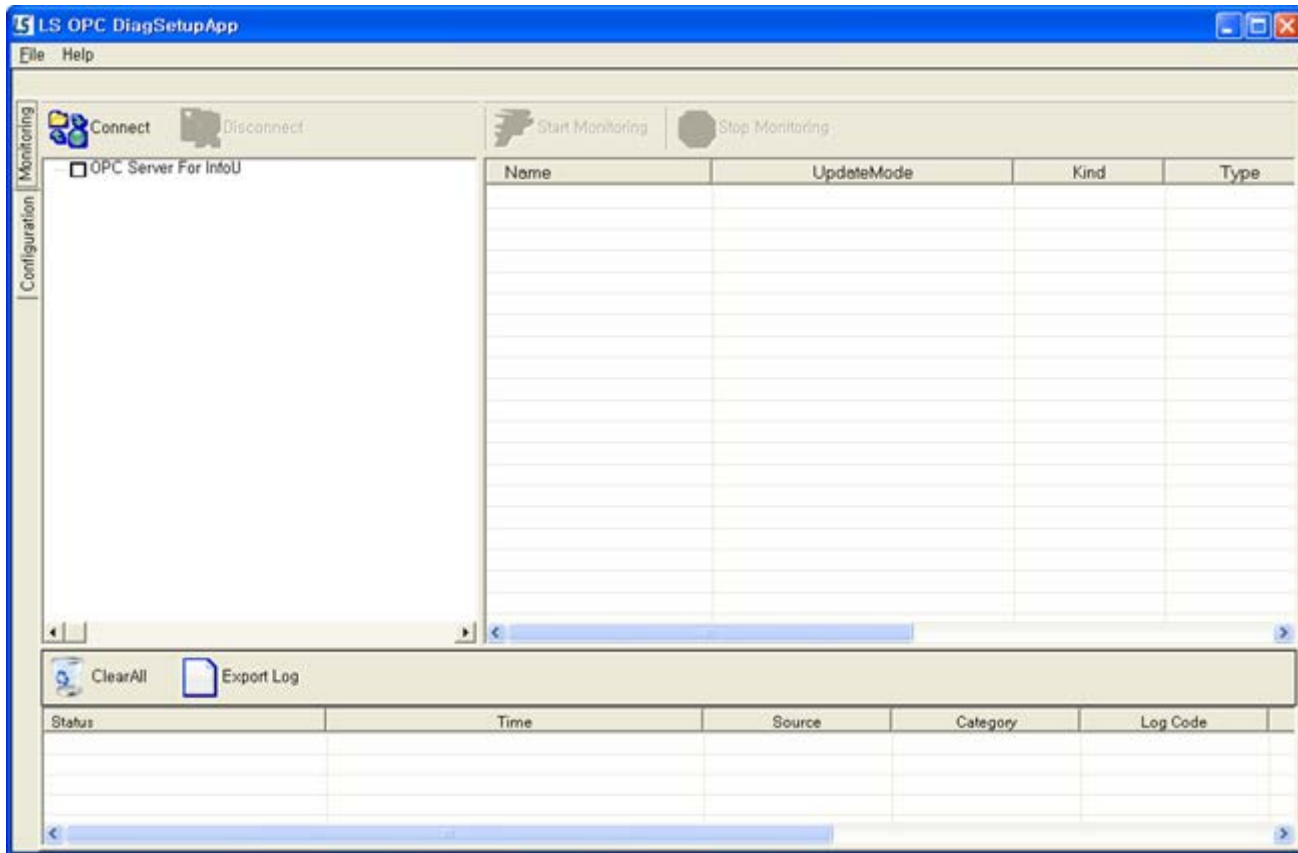 LS OPC DiagSetupApp
File Help
Monitoring
Configuration
Connect Disconnect Start Monitoring Stop Monitoring
OPC Server For InfoU
Name UpdateMode Kind Type
ClearAll Export Log
Status Time Source Category Log Code